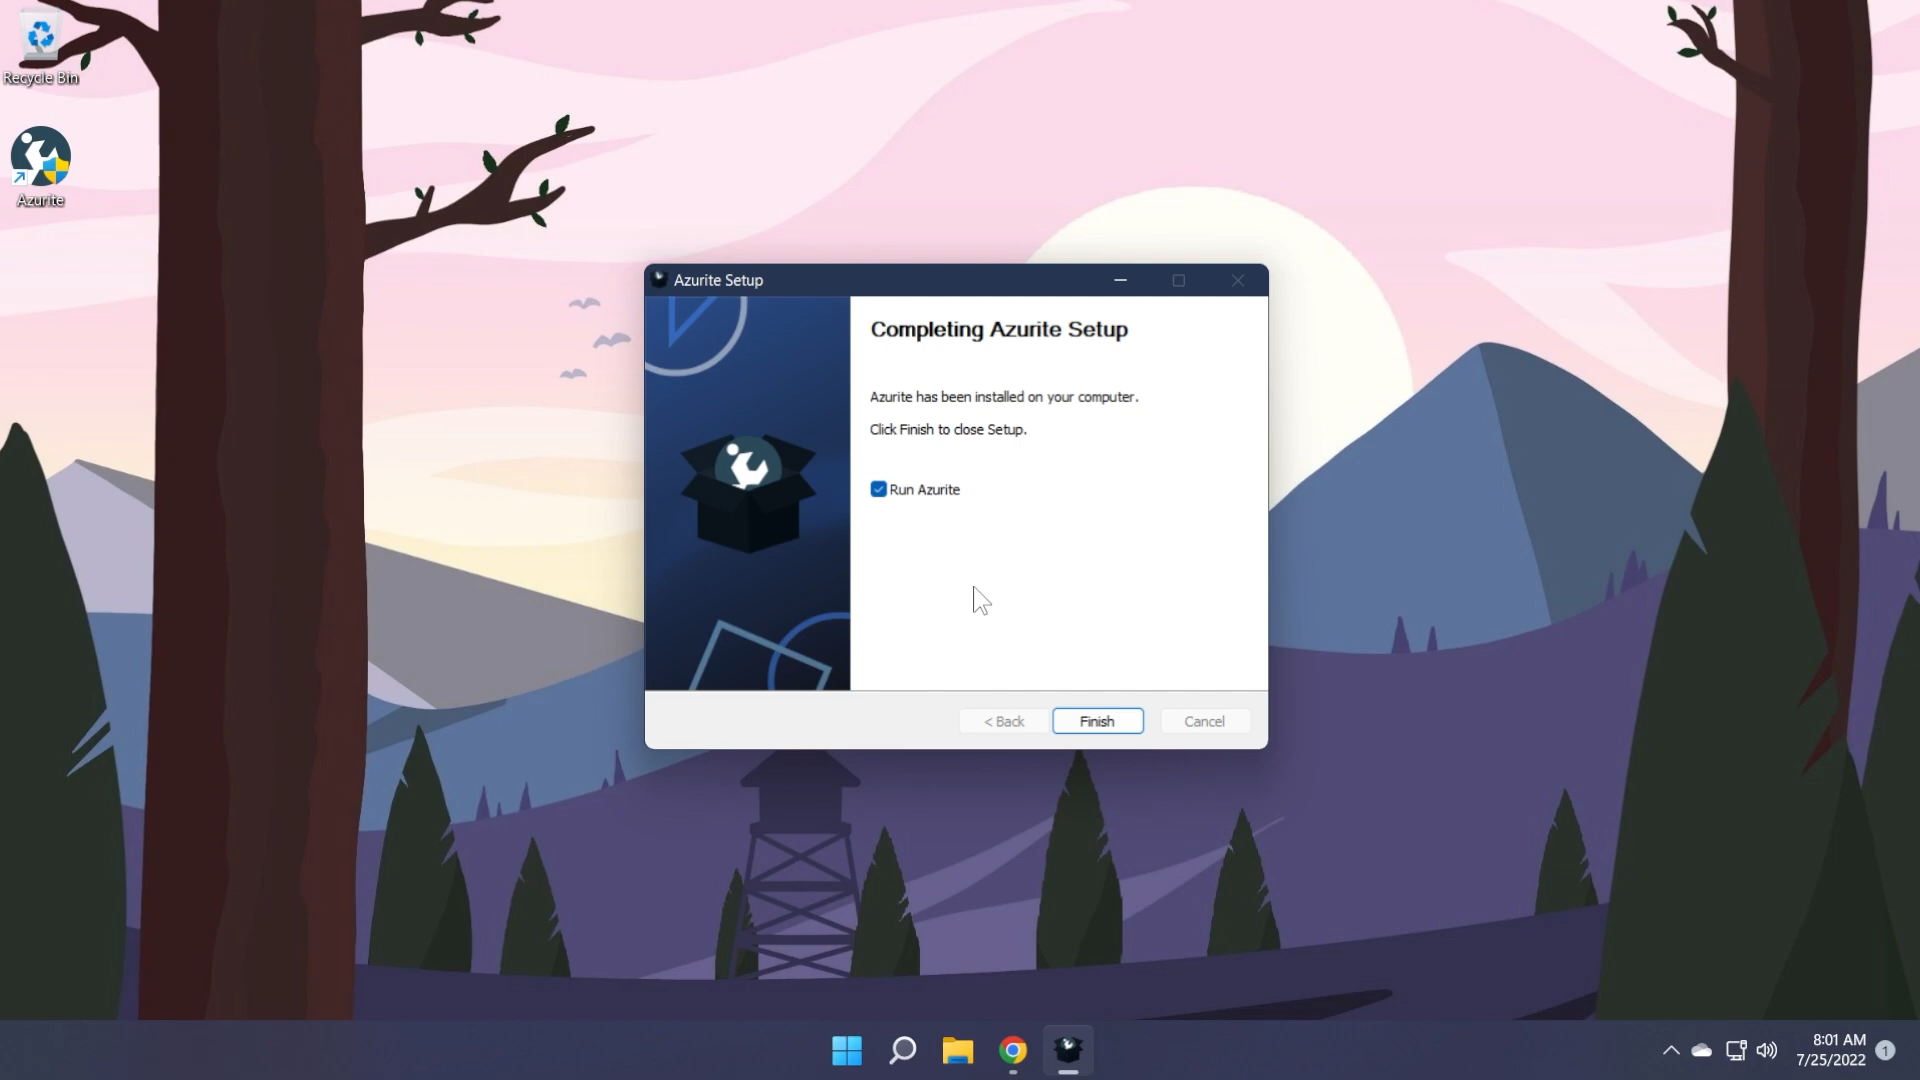 Recycle Bin
Azurite
Azurite Setup
Completing Azurite Setup
Azurite has been installed on your computer.
Click Finish to close Setup.
Run Azurite
< Back
Finish
Cancel
8:01 AM
7/25/2022
1